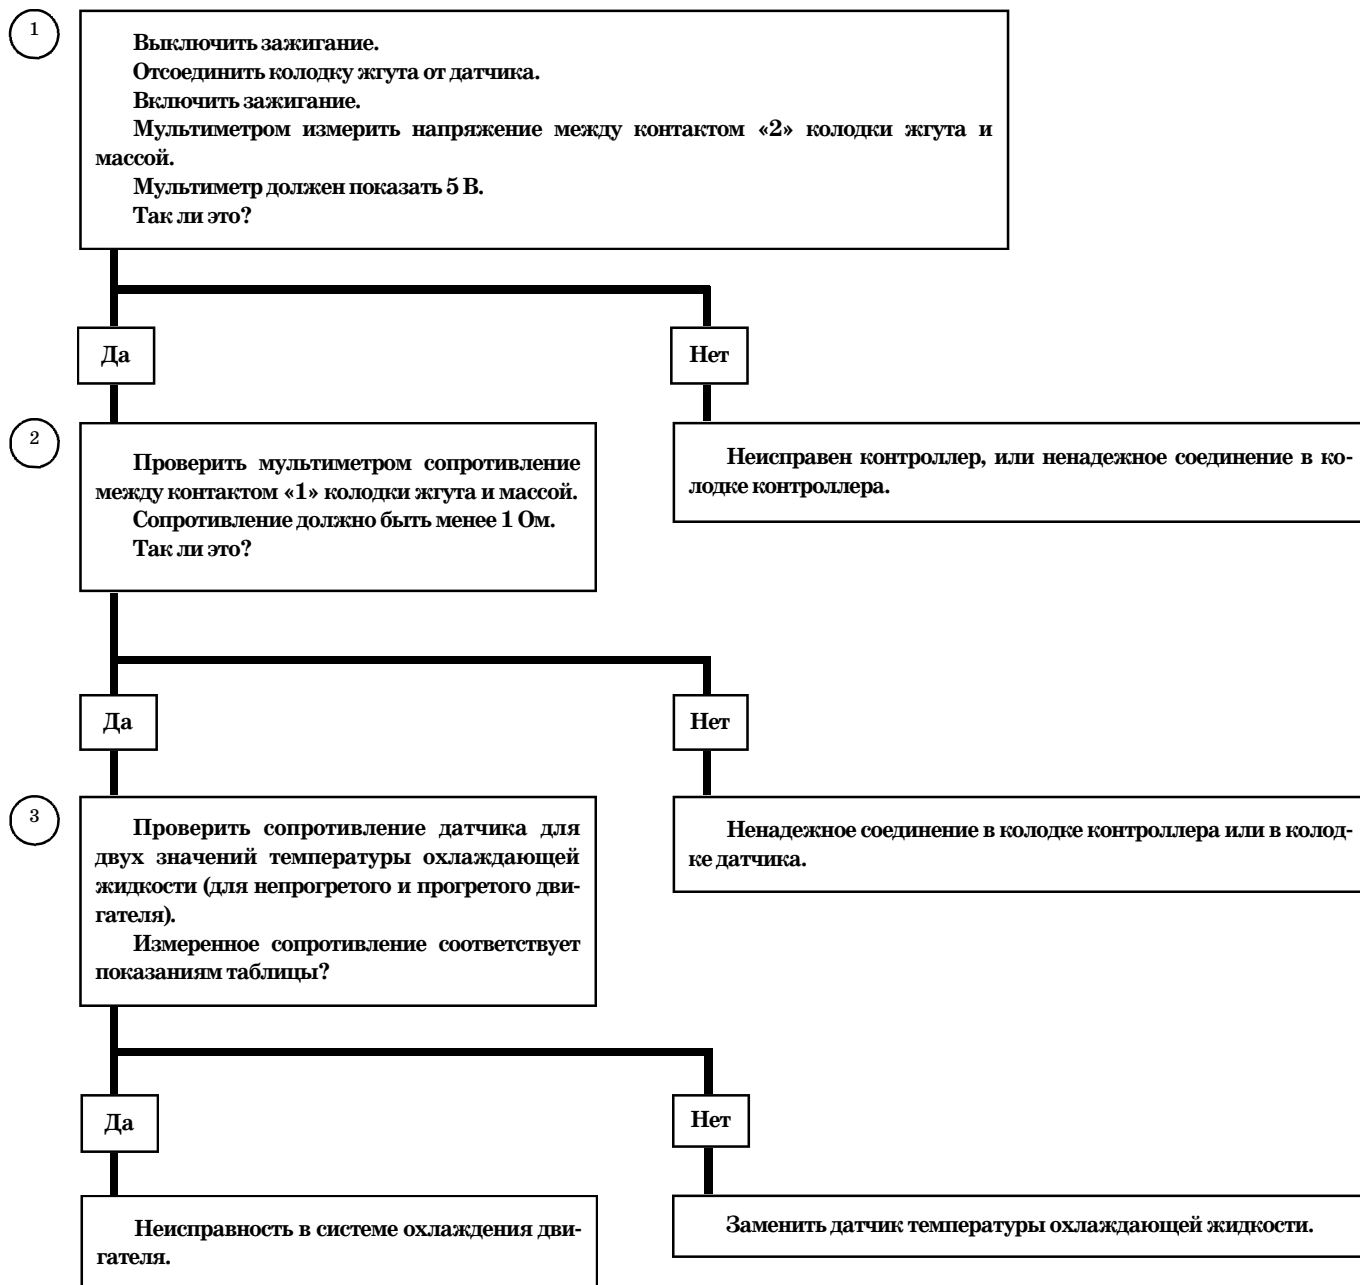 1
Выключить зажигание.
Отсоединить колодку жгута от датчика.
Включить зажигание.
Мультиметром измерить напряжение между контактом «2» колодки жгута и
массой.
Мультиметр должен показать 5 В.
Так ли это?
Да
Нет
2
Проверить мультиметром сопротивление
между контактом «1» колодки жгута и массой.
Сопротивление должно быть менее 1 Ом.
Так ли это?
Неисправен контроллер, или ненадежное соединение в ко-
лодке контроллера.
Да
Нет
3
Проверить сопротивление датчика для
двух значений температуры охлаждающей
жидкости (для непрогретого и прогретого дви-
гателя).
Измеренное сопротивление соответствует
показаниям таблицы?
Ненадежное соединение в колодке контроллера или в колод-
ке датчика.
Да
Нет
Неисправность в системе охлаждения дви-
гателя.
Заменить датчик температуры охлаждающей жидкости.